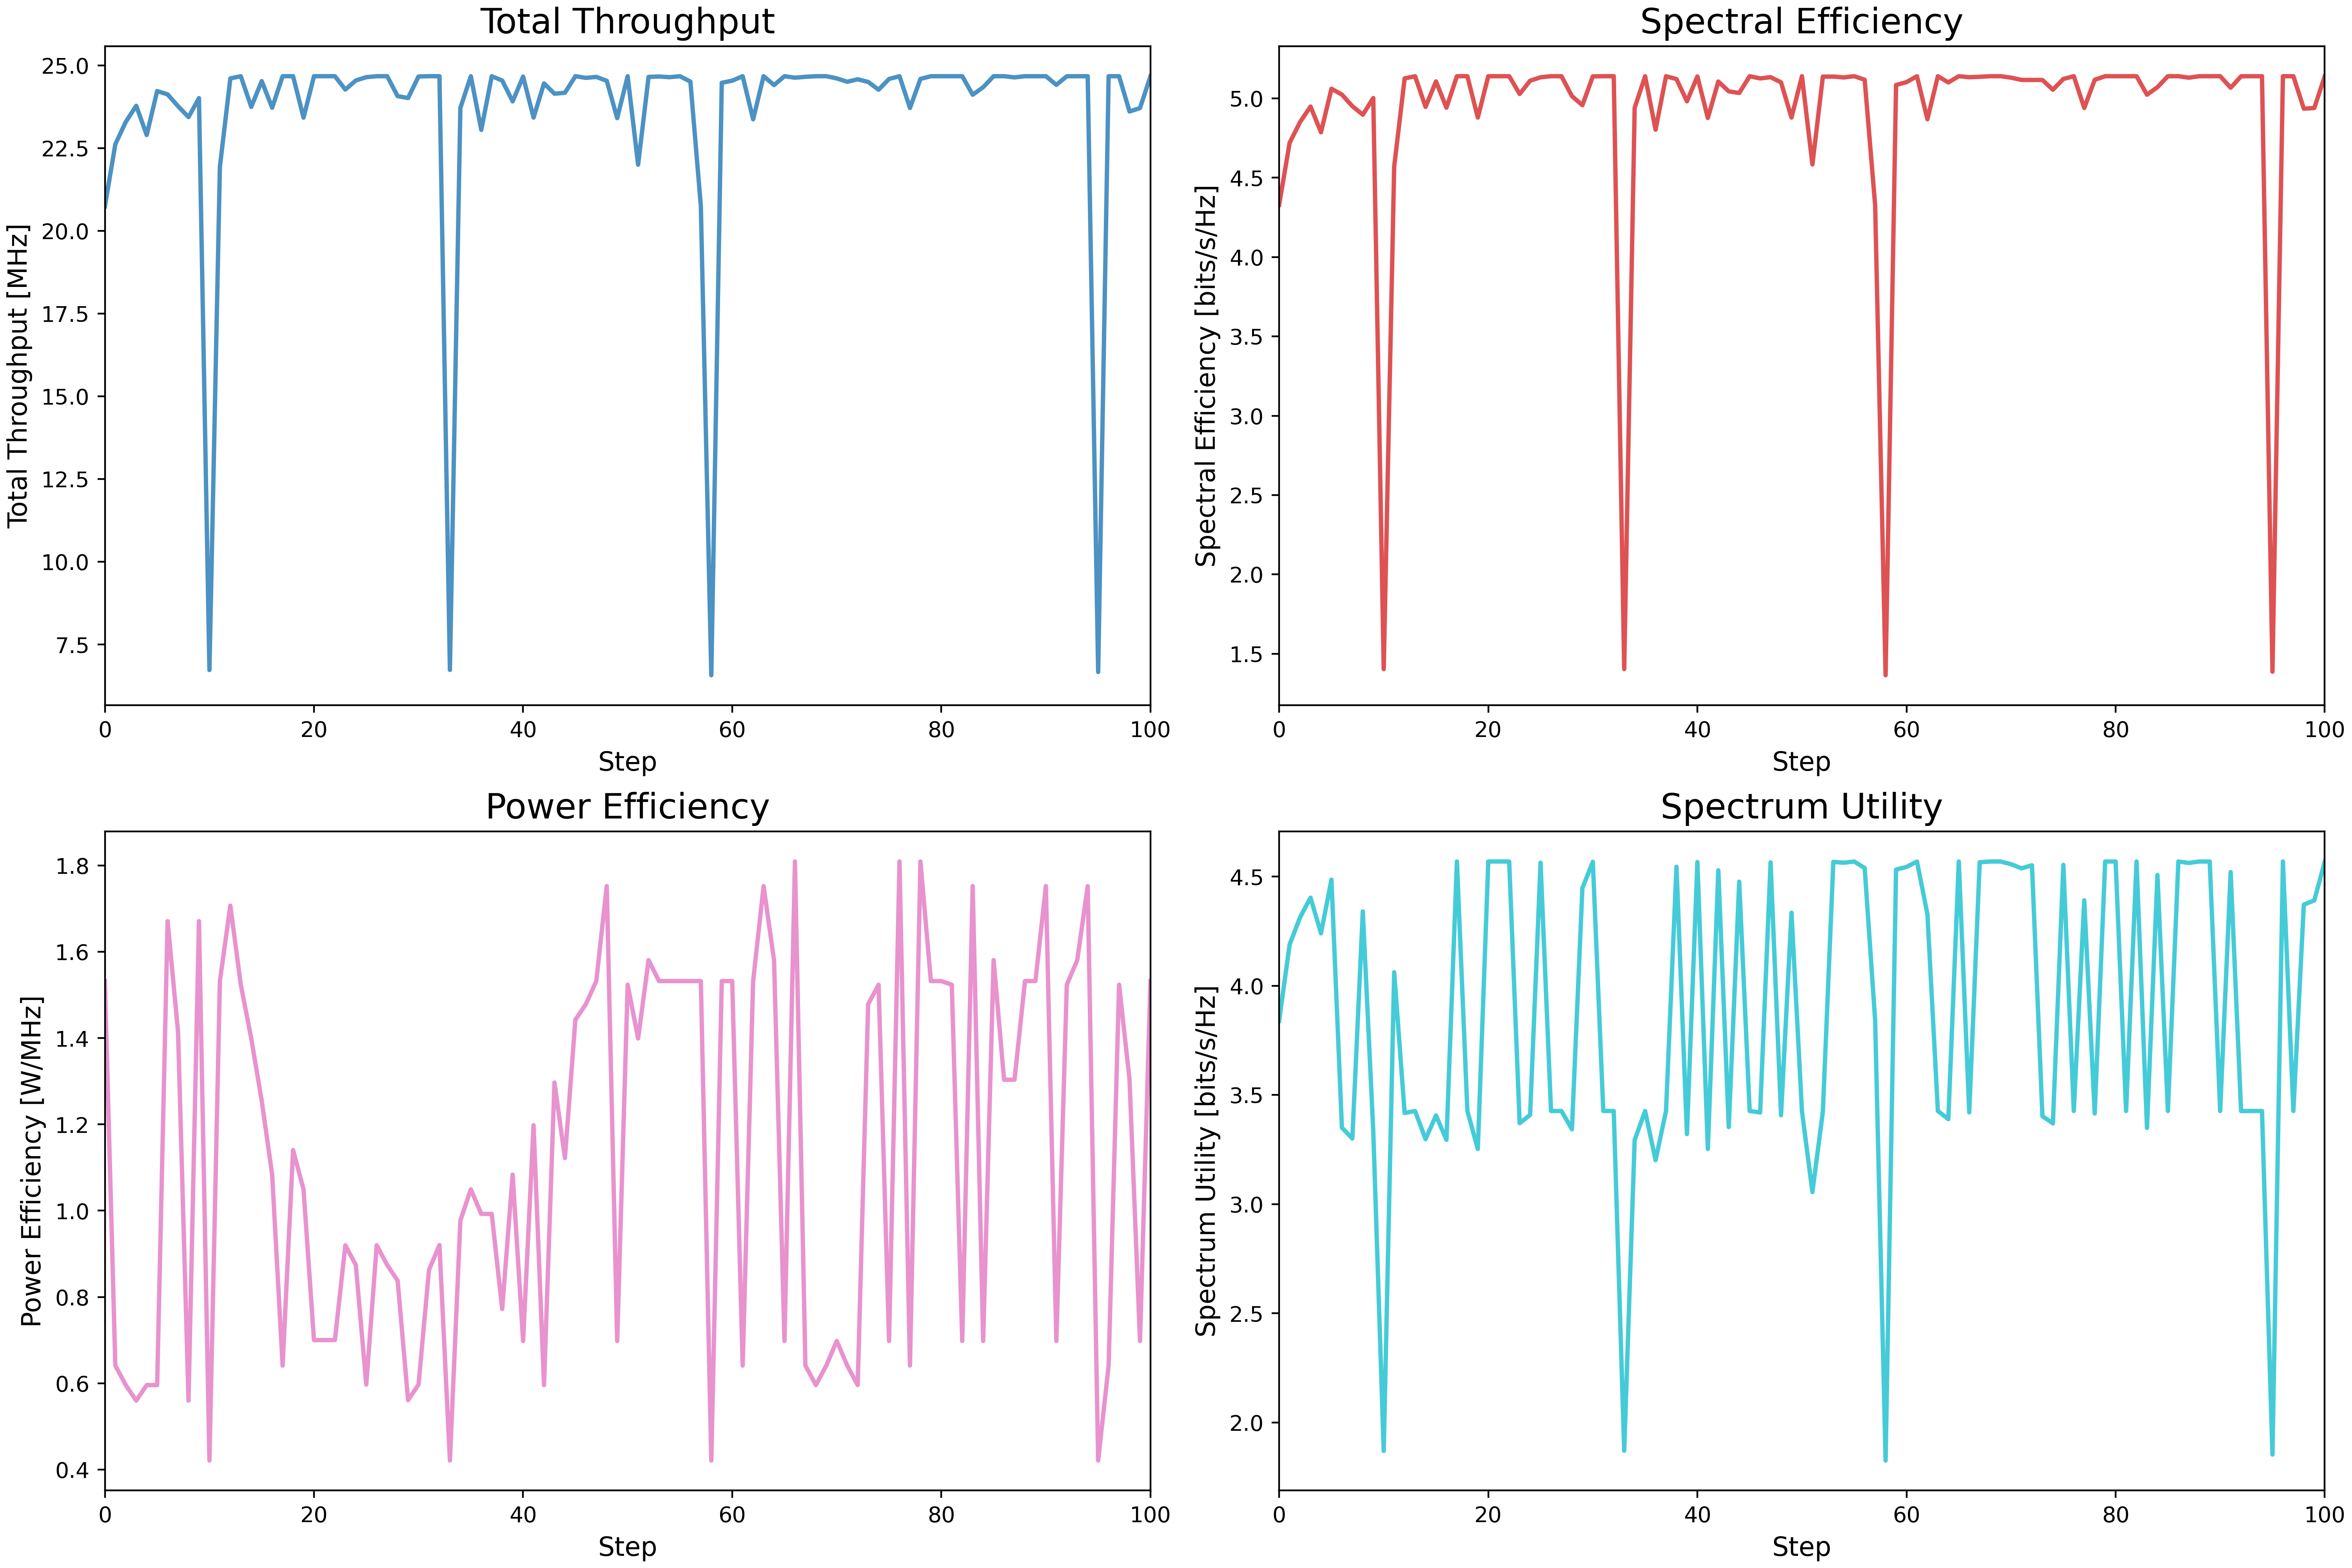 Total Throughput
Total Throughput [MHz]
25.0
22.5
20.0
17.5
15.0
12.5
10.0
7.5
0 20 40 60 80 100
Step
Spectral Efficiency
Spectral Efficiency [bits/s/Hz]
5.0
4.5
4.0
3.5
3.0
2.5
2.0
1.5
0 20 40 60 80 100
Step
Power Efficiency
Power Efficiency [W/MHz]
1.8
1.6
1.4
1.2
1.0
0.8
0.6
0.4
0 20 40 60 80 100
Step
Spectrum Utility
Spectrum Utility [bits/s/Hz]
4.5
4.0
3.5
3.0
2.5
2.0
0 20 40 60 80 100
Step